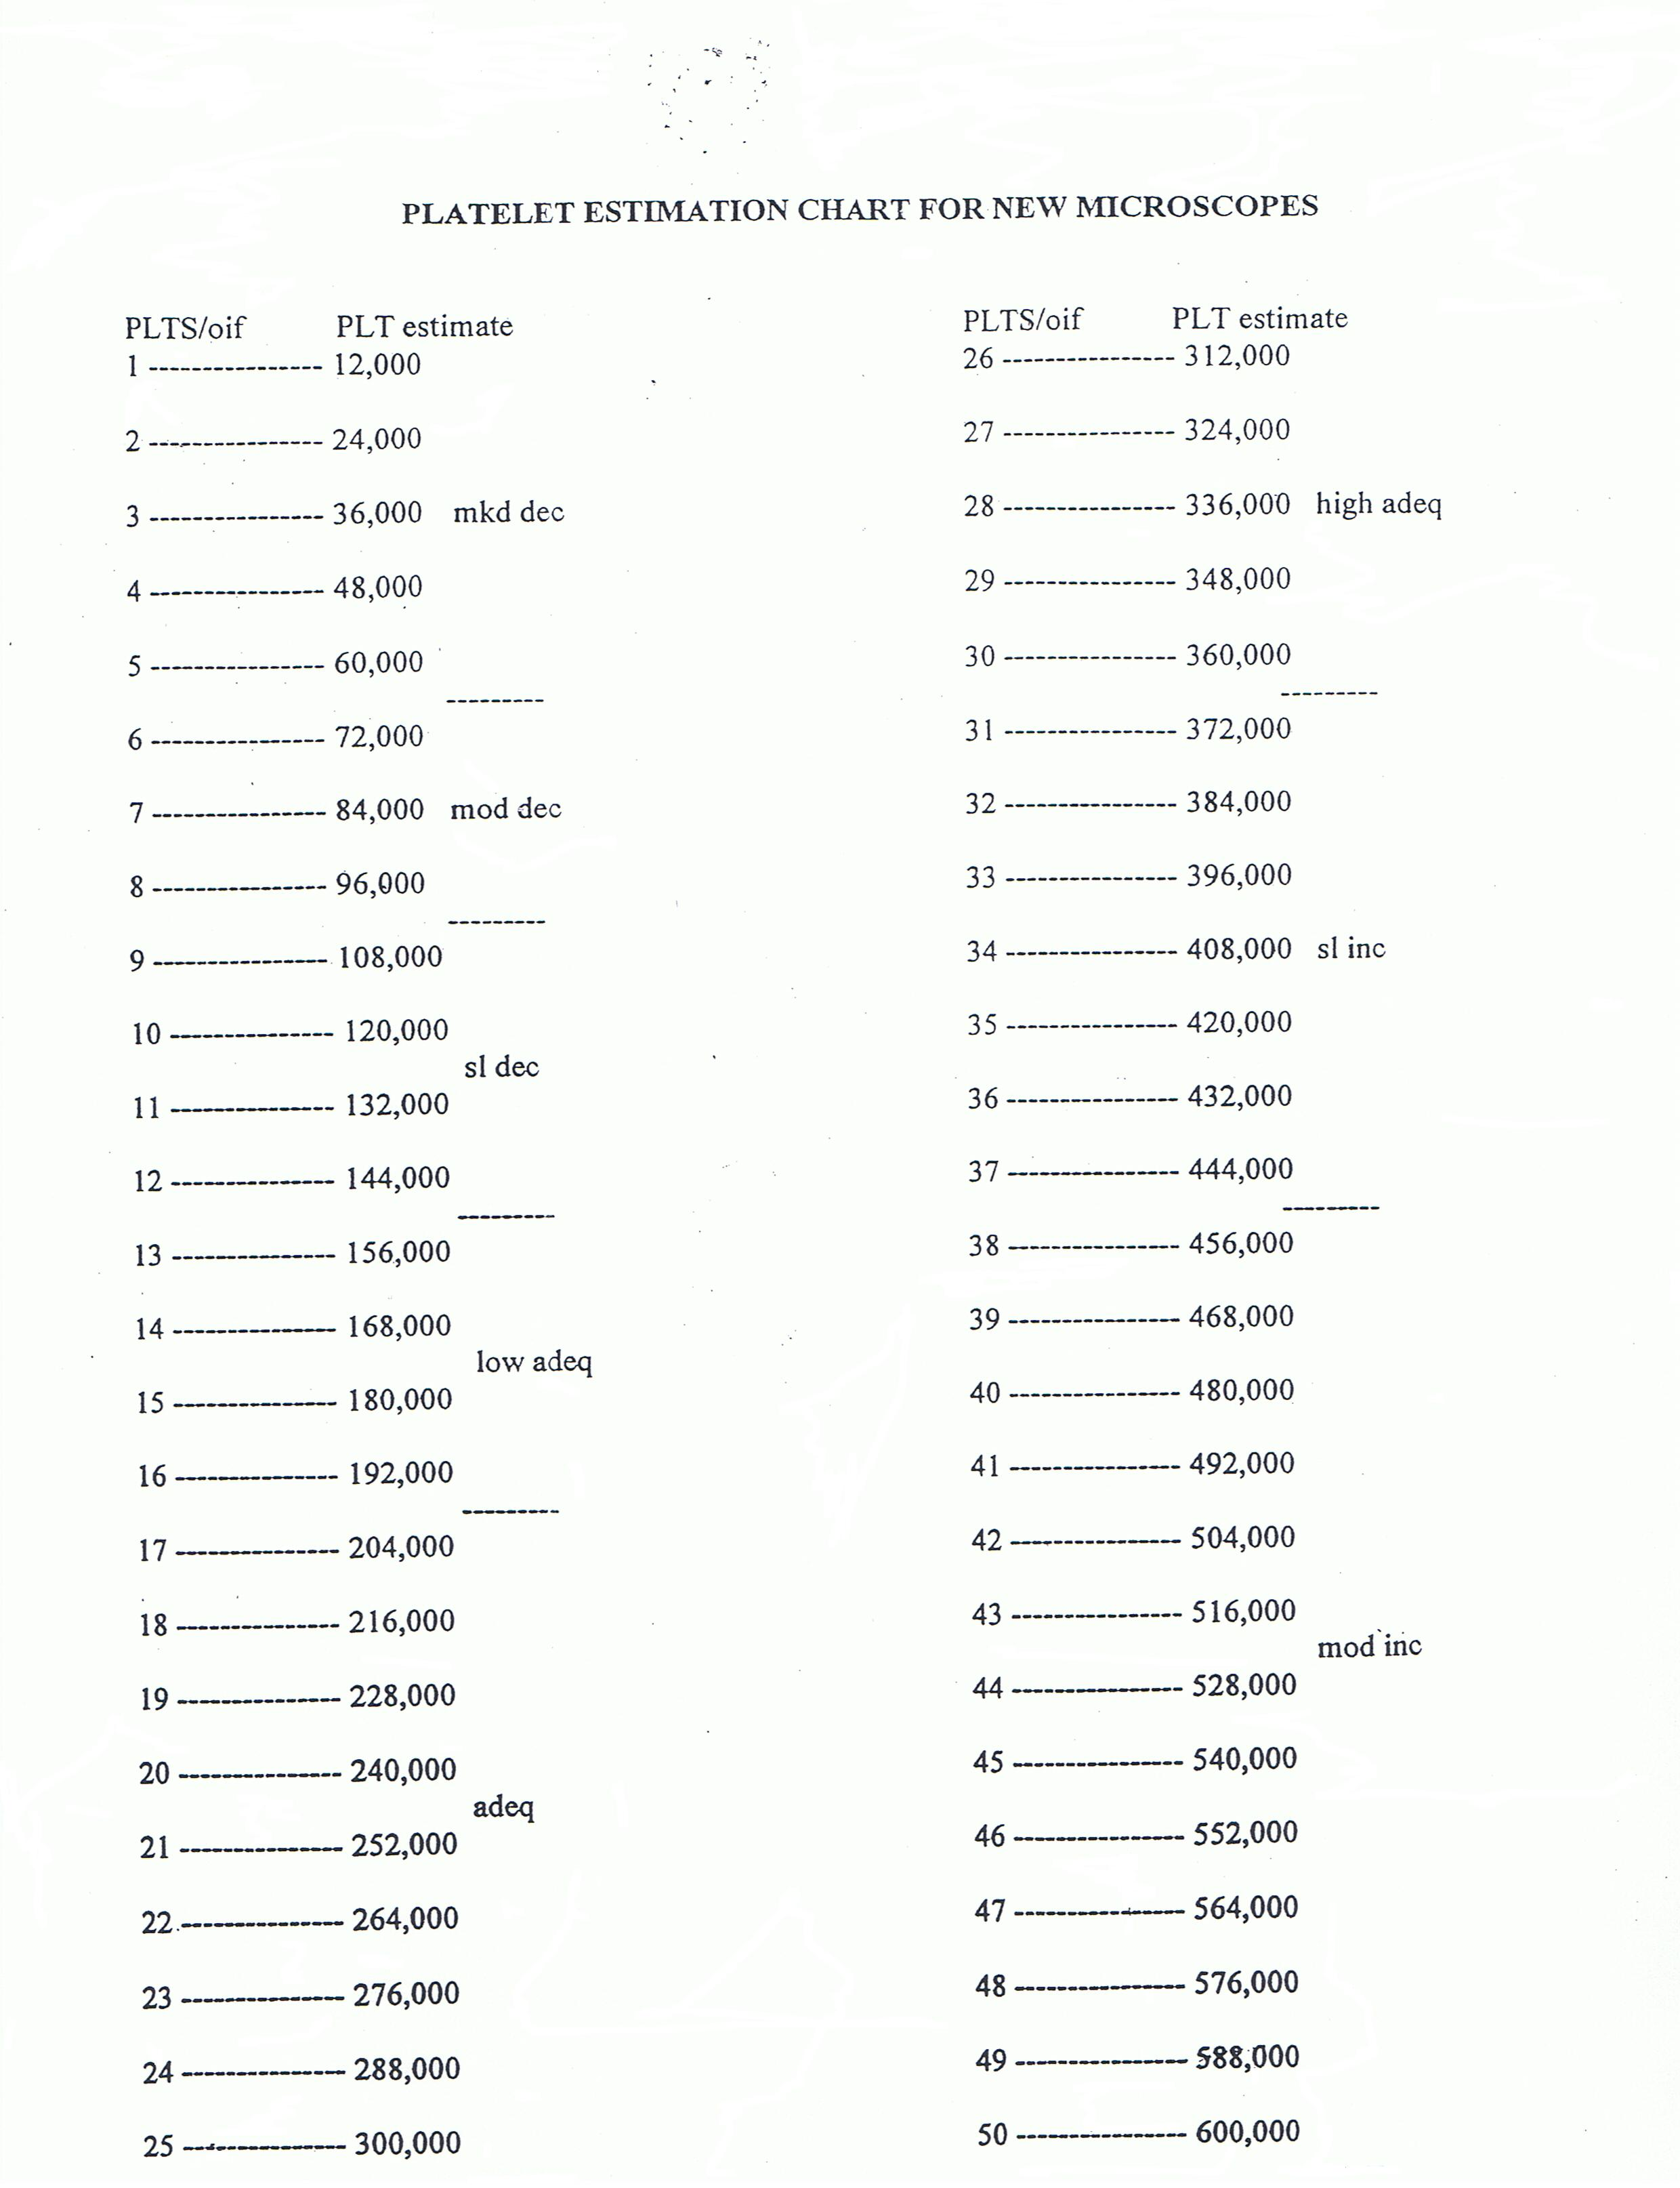 PLATELET ESTIMATION CHART FOR NEW MICROSCOPES
PLTS/oif PLT estimate
1 ---------------- 12,000
2 ---------------- 24,000
3 ---------------- 36,000 mkd dec
4 ---------------- 48,000
5 ---------------- 60,000
---------
6 ---------------- 72,000
7 ---------------- 84,000 mod dec
8 ---------------- 96,000
---------
9 ---------------- 108,000
10 --------------- 120,000
sl dec
11 --------------- 132,000
12 --------------- 144,000
---------
13 --------------- 156,000
14 --------------- 168,000
low adeq
15 --------------- 180,000
16 --------------- 192,000
---------
17 --------------- 204,000
18 --------------- 216,000
19 --------------- 228,000
20 --------------- 240,000
adeq
21 --------------- 252,000
22 --------------- 264,000
23 --------------- 276,000
24 --------------- 288,000
25 --------------- 300,000
PLTS/oif PLT estimate
26 ---------------- 312,000
27 ---------------- 324,000
28 ---------------- 336,000 high adeq
29 ---------------- 348,000
30 ---------------- 360,000
---------
31 ---------------- 372,000
32 ---------------- 384,000
33 ---------------- 396,000
34 ---------------- 408,000 sl inc
35 ---------------- 420,000
36 ---------------- 432,000
37 ---------------- 444,000
---------
38 ---------------- 456,000
39 ---------------- 468,000
40 ---------------- 480,000
41 ---------------- 492,000
42 ---------------- 504,000
43 ---------------- 516,000
mod inc
44 ---------------- 528,000
45 ---------------- 540,000
46 ---------------- 552,000
47 ---------------- 564,000
48 ---------------- 576,000
49 ---------------- 588,000
50 ---------------- 600,000